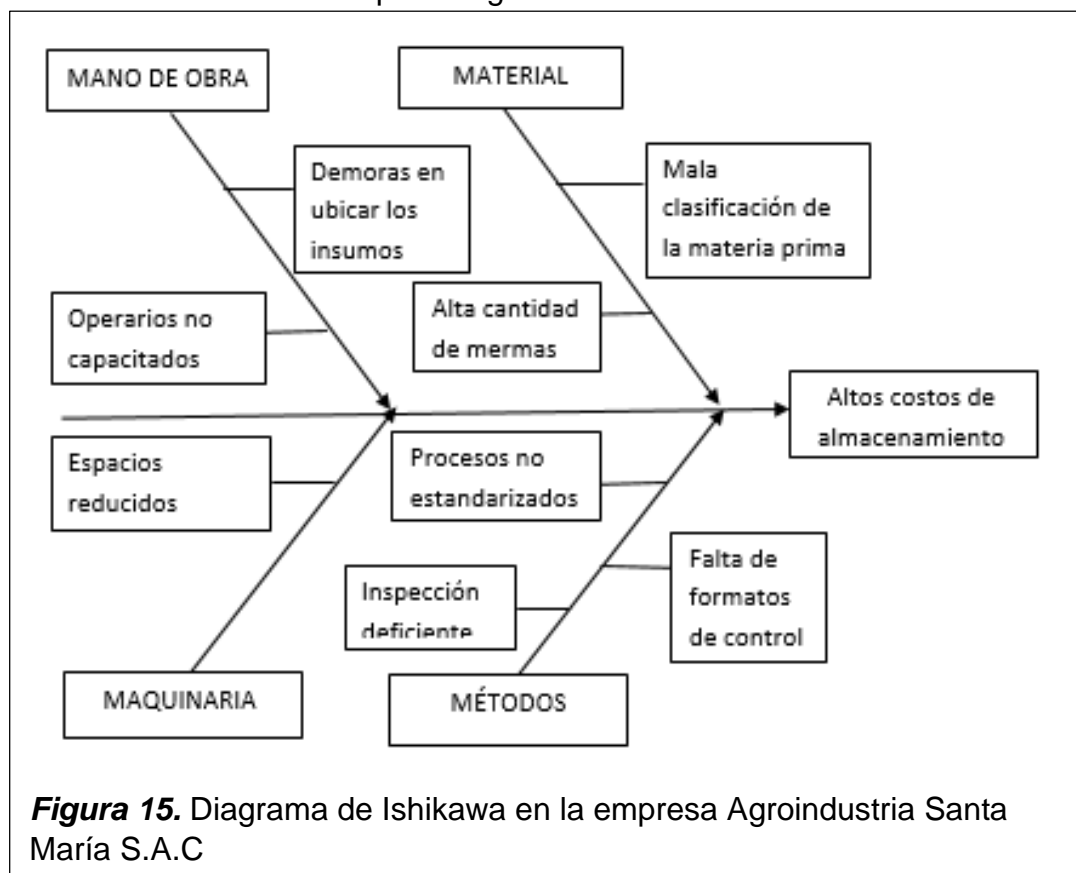 MANO DE OBRA
MATERIAL
Demoras en
ubicar los
insumos
Mala
clasificación de
la materia prima
Operarios no
capacitados
Alta cantidad
de mermas
Altos costos de
almacenamiento
Espacios
reducidos
Procesos no
estandarizados
Inspección
deficiente
Falta de
formatos
de control
MAQUINARIA
MÉTODOS
Figura 15. Diagrama de Ishikawa en la empresa Agroindustria Santa
María S.A.C